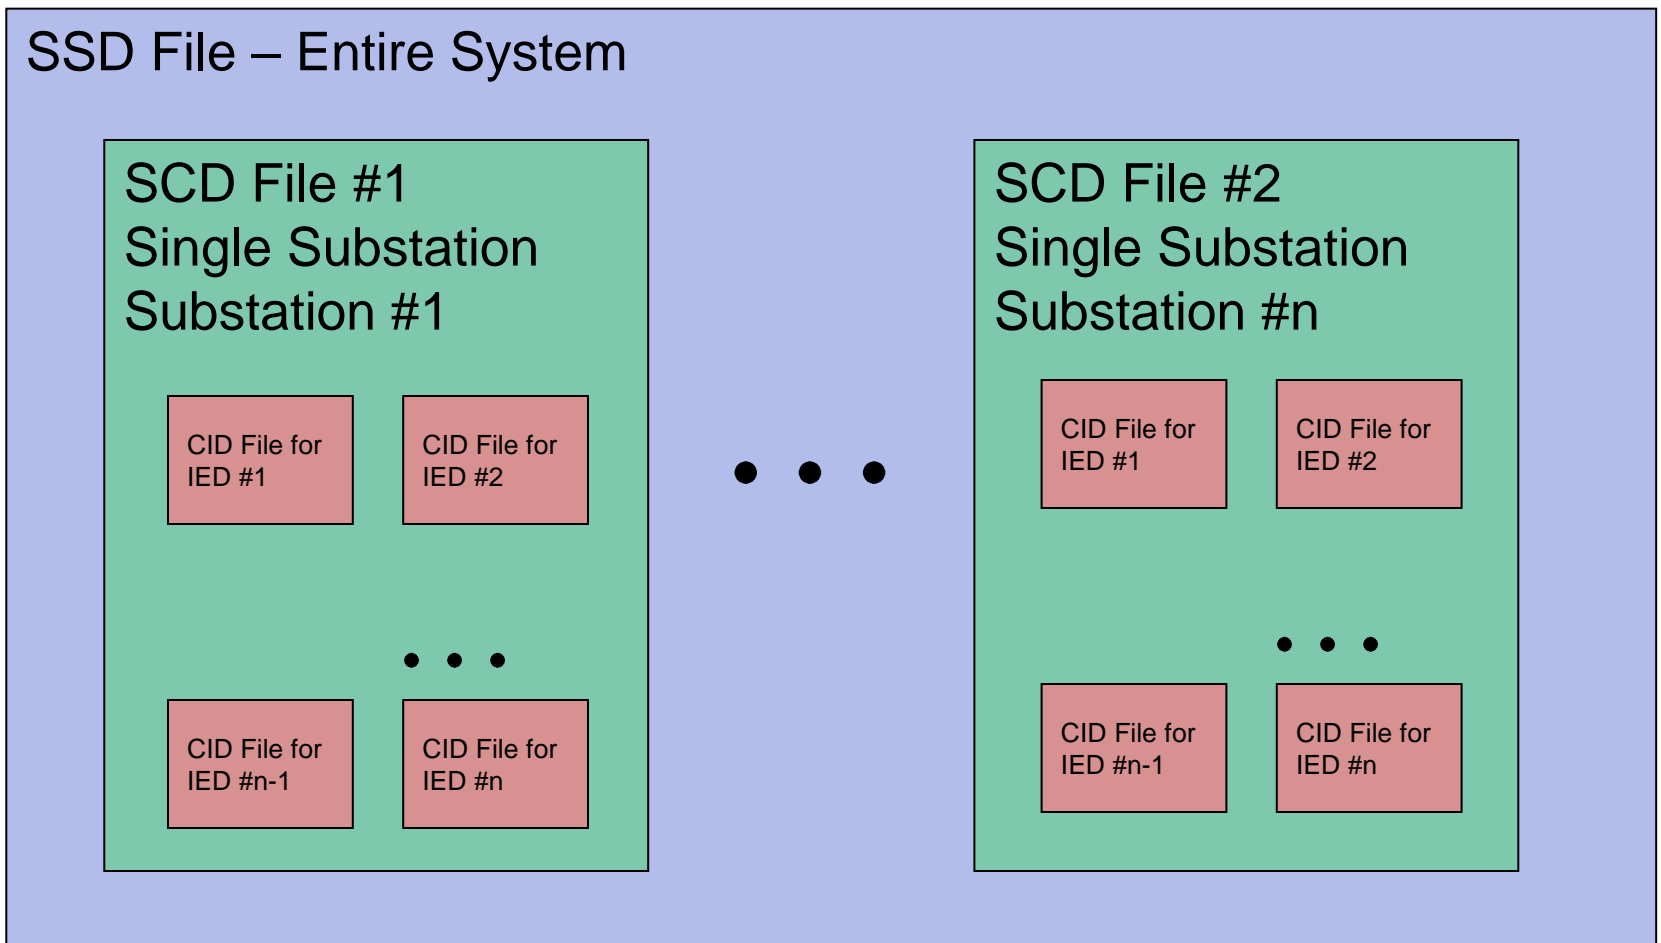 SSD File – Entire System
SCD File #1
Single Substation
Substation #1
CID File for
IED #1
CID File for
IED #2
CID File for
IED #n-1
CID File for
IED #n
SCD File #2
Single Substation
Substation #n
CID File for
IED #1
CID File for
IED #2
CID File for
IED #n-1
CID File for
IED #n